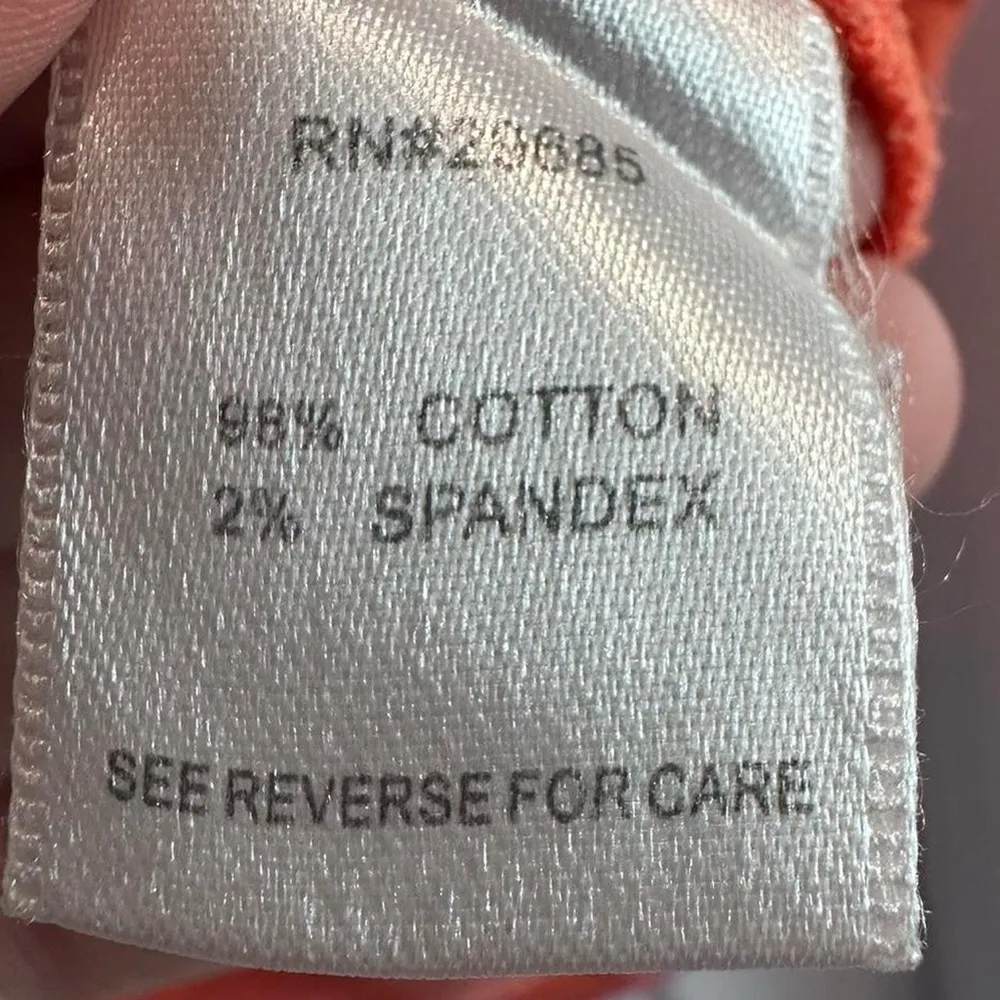 RN#29685
98% COTTON
2% SPANDEX
SEE REVERSE FOR CARE